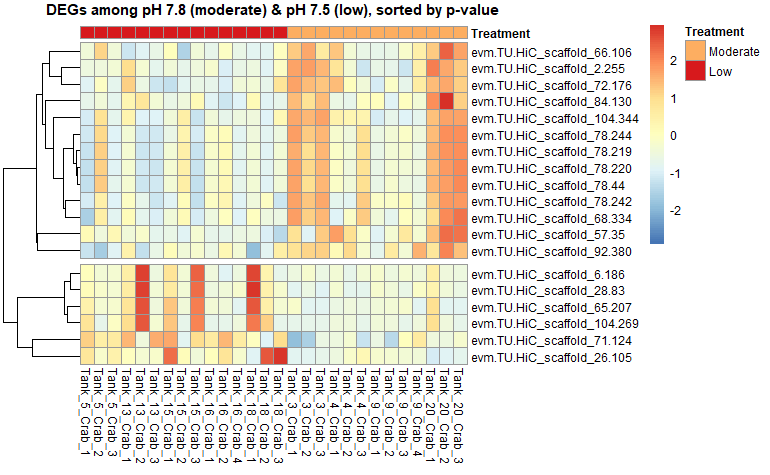 DEGs among pH 7.8 (moderate) & pH 7.5 (low), sorted by p-value
Treatment
evm.TU.HiC_scaffold_66.106
evm.TU.HiC_scaffold_2.255
evm.TU.HiC_scaffold_72.176
evm.TU.HiC_scaffold_84.130
evm.TU.HiC_scaffold_104.344
evm.TU.HiC_scaffold_78.244
evm.TU.HiC_scaffold_78.219
evm.TU.HiC_scaffold_78.220
evm.TU.HiC_scaffold_78.44
evm.TU.HiC_scaffold_78.242
evm.TU.HiC_scaffold_68.334
evm.TU.HiC_scaffold_57.35
evm.TU.HiC_scaffold_92.380
evm.TU.HiC_scaffold_6.186
evm.TU.HiC_scaffold_28.83
evm.TU.HiC_scaffold_65.207
evm.TU.HiC_scaffold_104.269
evm.TU.HiC_scaffold_71.124
evm.TU.HiC_scaffold_26.105
Tank_5_Crab_1
Tank_5_Crab_2
Tank_5_Crab_3
Tank_13_Crab_1
Tank_13_Crab_2
Tank_13_Crab_3
Tank_15_Crab_1
Tank_15_Crab_3
Tank_16_Crab_1
Tank_16_Crab_2
Tank_16_Crab_4
Tank_18_Crab_1
Tank_18_Crab_2
Tank_18_Crab_3
Tank_3_Crab_1
Tank_3_Crab_2
Tank_3_Crab_3
Tank_2_Crab_1
Tank_2_Crab_2
Tank_2_Crab_3
Tank_9_Crab_1
Tank_9_Crab_2
Tank_9_Crab_3
Tank_9_Crab_4
Tank_20_Crab_1
Tank_20_Crab_2
Tank_20_Crab_3
2
1
0
-1
-2
Treatment
Moderate
Low